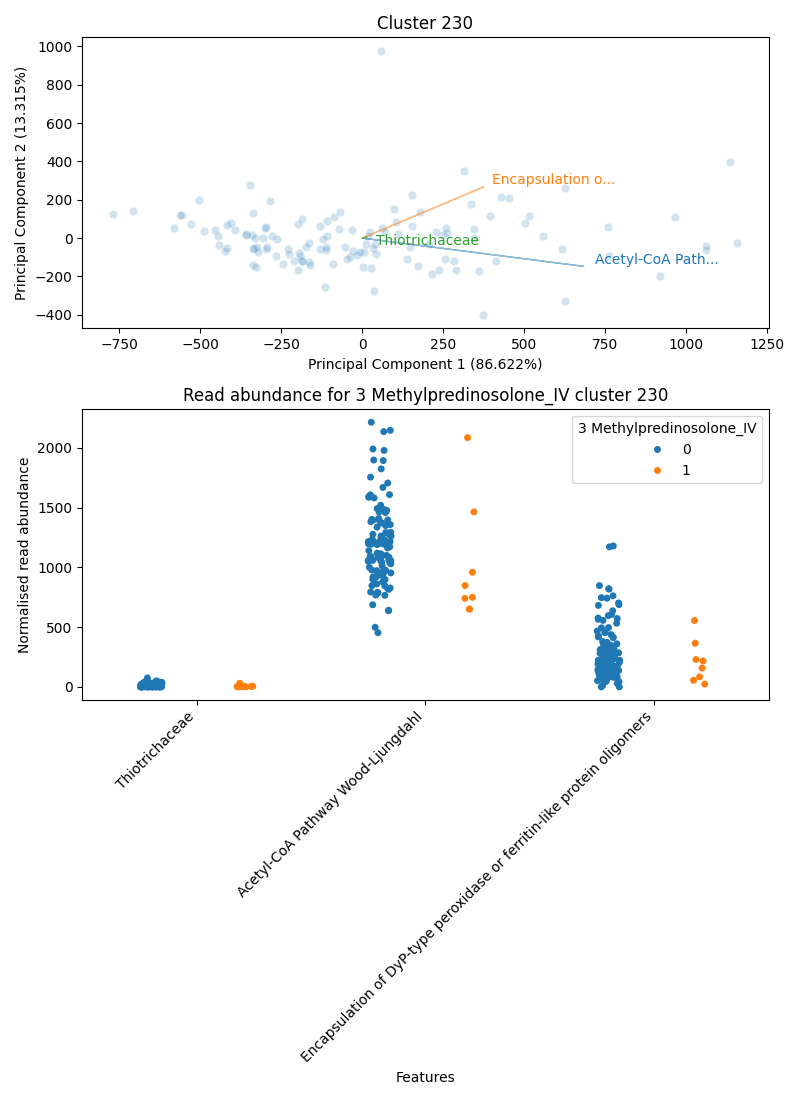 Cluster 230
1000
800
600
400
200
0
−200
−400
Principal Component 2 (13.315%)
Encapsulation o...
Thiotrichaceae
Acetyl-CoA Path...
−750
−500
−250
0
250
500
750
1000
1250
Principal Component 1 (86.622%)
Read abundance for 3 Methylpredinosolone_IV cluster 230
2000
1500
1000
500
0
Normalised read abundance
3 Methylpredinosolone_IV
0
1
Thiotrichaceae
Acetyl-CoA Pathway Wood-Ljungdahl
Encapsulation of DyP-type peroxidase or ferritin-like protein oligomers
Features